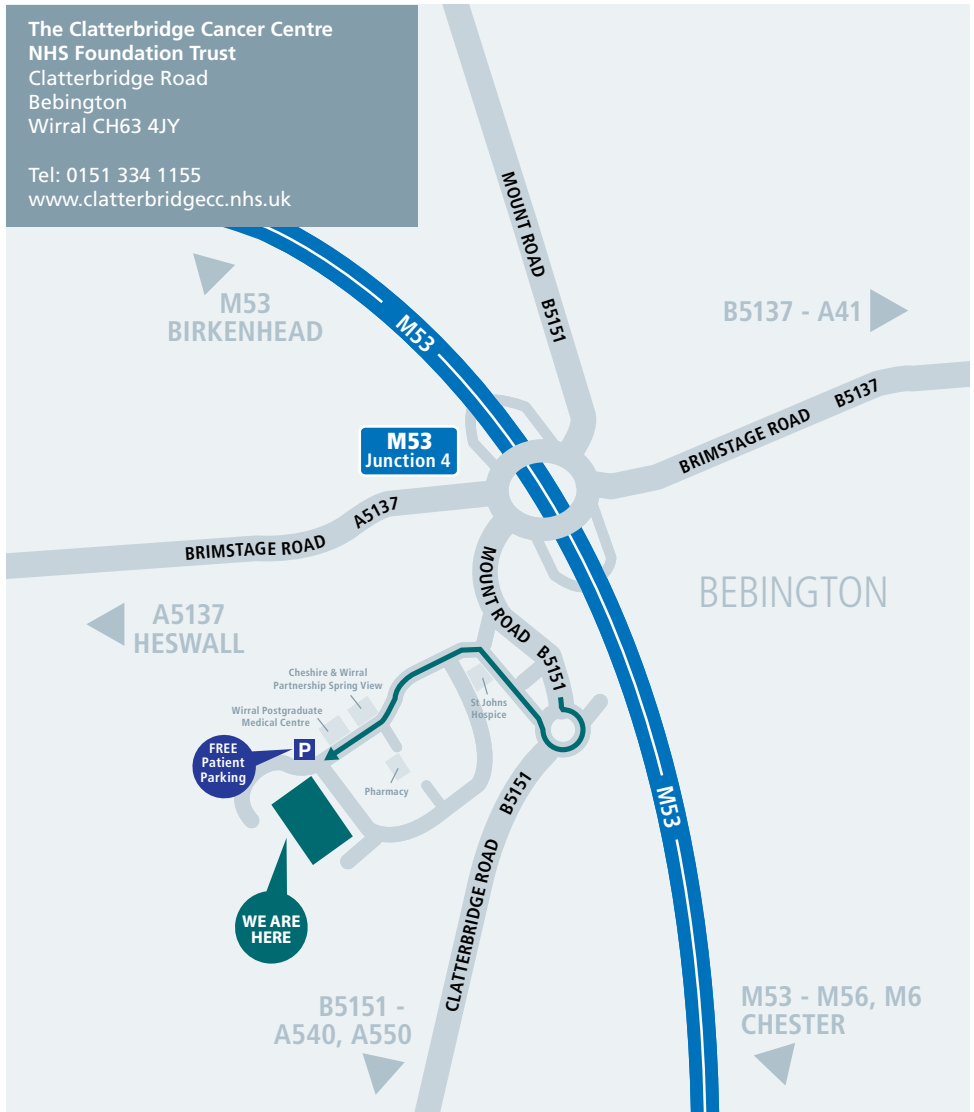 The Clatterbridge Cancer Centre
NHS Foundation Trust
Clatterbridge Road
Bebington
Wirral CH63 4JY
Tel: 0151 334 1155
www.clatterbridgecc.nhs.uk
MOUNT ROAD B5151
M53
BIRKENHEAD
M53
B5137 - A41
BRIMSTAGE ROAD B5137
M53
Junction 4
BRIMSTAGE ROAD A5137
MOUNT ROAD B5151
BEBINGTON
A5137
HESWALL
Cheshire & Wirral
Partnership Spring View
Wirral Postgraduate
Medical Centre
St Johns
Hospice
P
FREE
Patient
Parking
Pharmacy
M53
CLATTERBRIDGE ROAD B5151
WE ARE
HERE
B5151 -
A540, A550
M53 - M56, M6
CHESTER